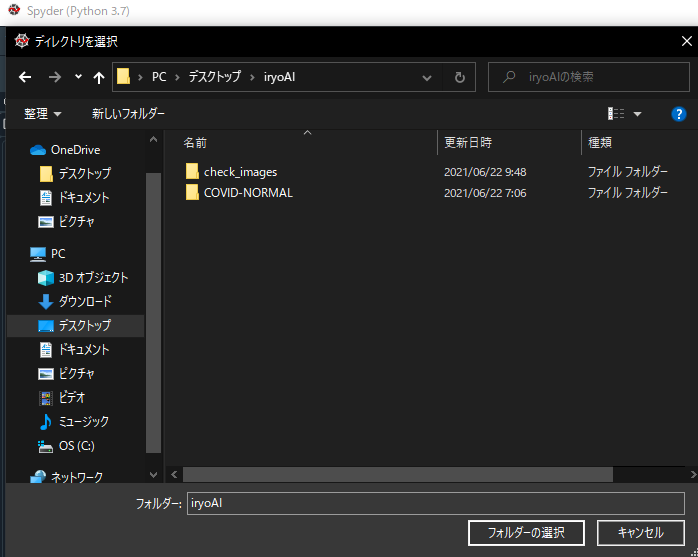 Spyder (Python 3.7)
ディレクトリを選択
PC › デスクトップ › iryoAI
iryoAIの検索
整理 新しいフォルダー
名前 更新日時 種類
check_images 2021/06/22 9:48 ファイル フォルダー
COVID-NORMAL 2021/06/22 7:06 ファイル フォルダー
OneDrive
デスクトップ
ドキュメント
ピクチャ
PC
3D オブジェクト
ダウンロード
デスクトップ
ドキュメント
ピクチャ
ビデオ
ミュージック
OS (C:)
ネットワーク
フォルダー: iryoAI
フォルダーの選択 キャンセル